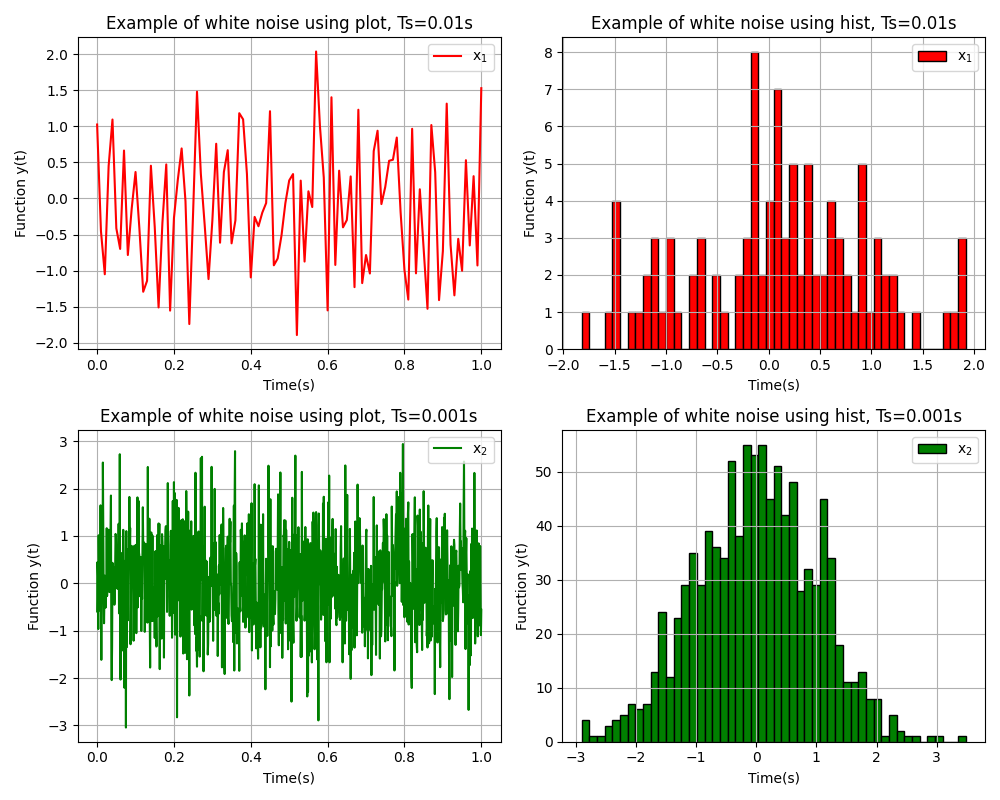 Example of white noise using plot, Ts=0.01s
Function y(t)
2.0
1.5
1.0
0.5
0.0
−0.5
−1.0
−1.5
−2.0
x₁
0.0 0.2 0.4 0.6 0.8 1.0
Time(s)
Example of white noise using hist, Ts=0.01s
Function y(t)
8
7
6
5
4
3
2
1
0
x₁
−2.0 −1.5 −1.0 −0.5 0.0 0.5 1.0 1.5 2.0
Time(s)
Example of white noise using plot, Ts=0.001s
Function y(t)
3
2
1
0
−1
−2
−3
x₂
0.0 0.2 0.4 0.6 0.8 1.0
Time(s)
Example of white noise using hist, Ts=0.001s
Function y(t)
50
40
30
20
10
0
x₂
−3 −2 −1 0 1 2 3
Time(s)